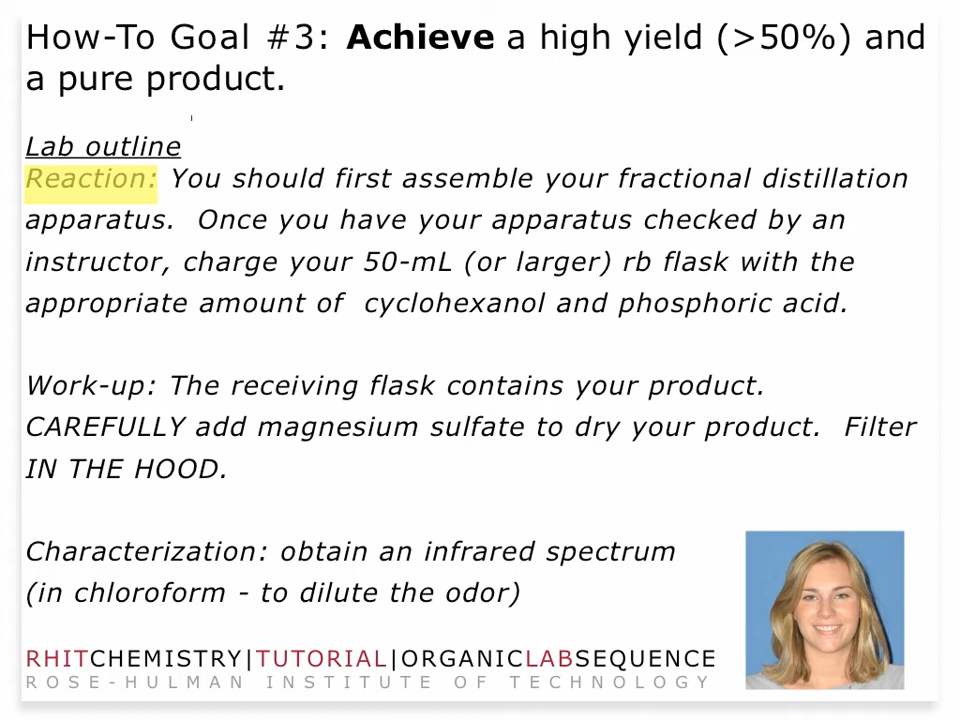 How-To Goal #3: Achieve a high yield (>50%) and
a pure product.
Lab outline
Reaction: You should first assemble your fractional distillation
apparatus.  Once you have your apparatus checked by an
instructor, charge your 50-mL (or larger) rb flask with the
appropriate amount of  cyclohexanol and phosphoric acid.
Work-up: The receiving flask contains your product.
CAREFULLY add magnesium sulfate to dry your product.  Filter
IN THE HOOD.
Characterization: obtain an infrared spectrum
(in chloroform - to dilute the odor)
RHITCHEMISTRY|TUTORIAL|ORGANICLABSEQUENCE
ROSE-HULMAN INSTITUTE OF TECHNOLOGY